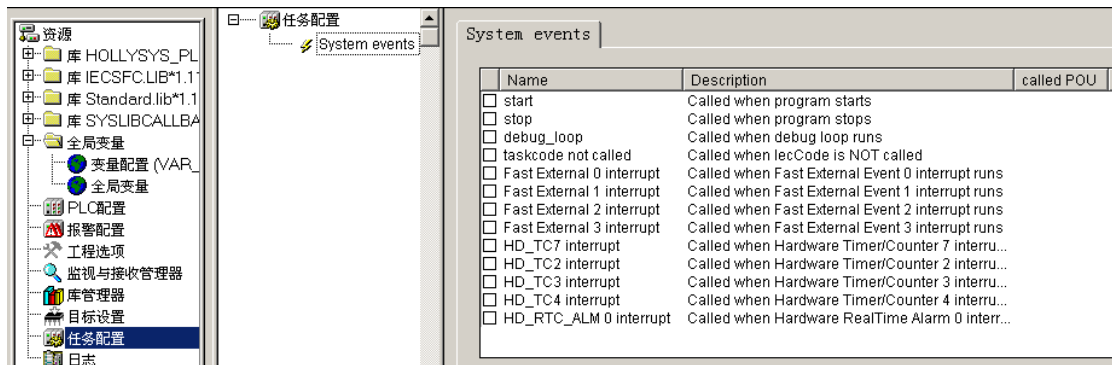 资源
库 HOLLYSYS_PL
库 IECSFC.LIB*1.1
库 Standard.lib*1.1
库 SYSLIBCALLBA
全局变量
变量配置 (VAR_
全局变量
PLC配置
报警配置
工程选项
监视与接收管理器
库管理器
目标设置
任务配置
日志
任务配置
System events
System events
Name Description called POU
start Called when program starts
stop Called when program stops
debug_loop Called when debug loop runs
taskcode not called Called when IecCode is NOT called
Fast External 0 interrupt Called when Fast External Event 0 interrupt runs
Fast External 1 interrupt Called when Fast External Event 1 interrupt runs
Fast External 2 interrupt Called when Fast External Event 2 interrupt runs
Fast External 3 interrupt Called when Fast External Event 3 interrupt runs
HD_TC7 interrupt Called when Hardware Timer/Counter 7 interru...
HD_TC2 interrupt Called when Hardware Timer/Counter 2 interru...
HD_TC3 interrupt Called when Hardware Timer/Counter 3 interru...
HD_TC4 interrupt Called when Hardware Timer/Counter 4 interru...
HD_RTC_ALM 0 interrupt Called when Hardware RealTime Alarm 0 interr...